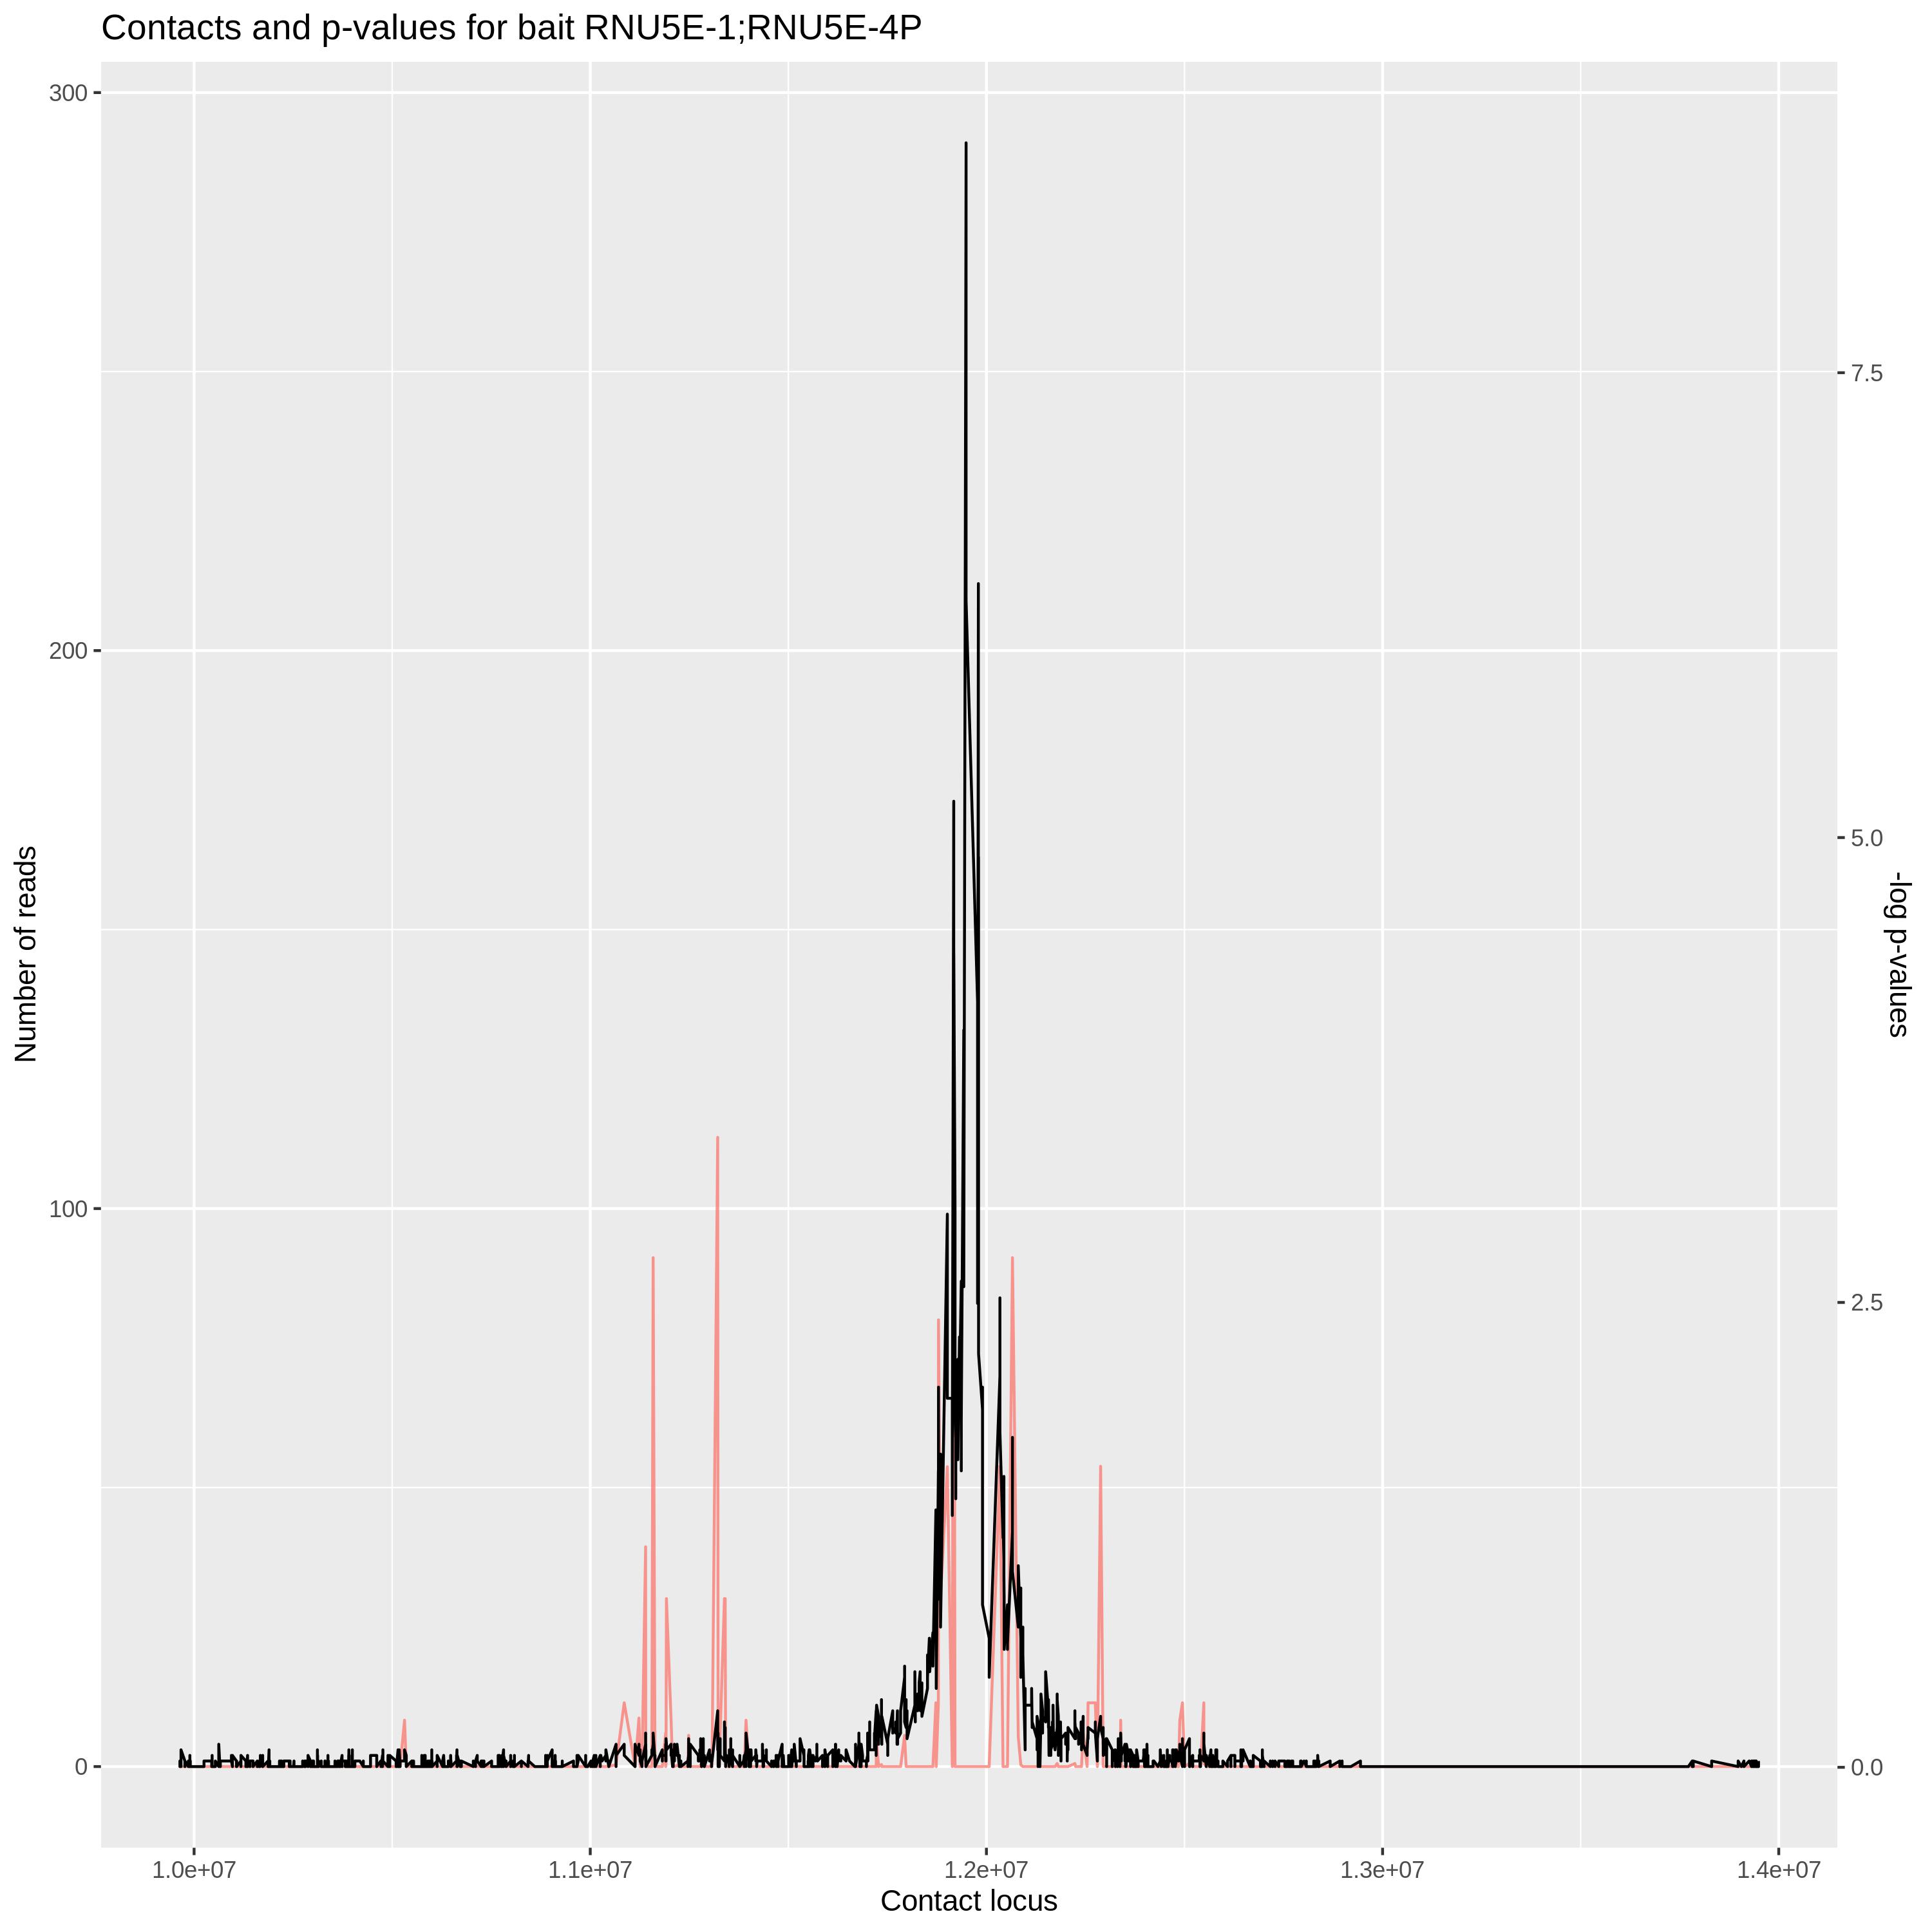 Contacts and p-values for bait RNU5E-1;RNU5E-4P
300
200
100
0
Number of reads
7.5
5.0
2.5
0.0
-log p-values
1.0e+07 1.1e+07 1.2e+07 1.3e+07 1.4e+07
Contact locus